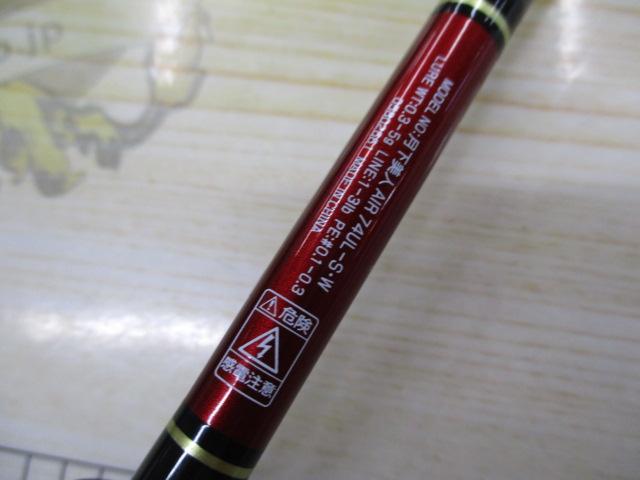 MODEL NO:月下美人 AIR 74UL-S・W
LURE WT:0.3-5g LINE:1-3lb PE:#0.1-0.3
MADE IN CHINA
危険
感電注意
o.jp